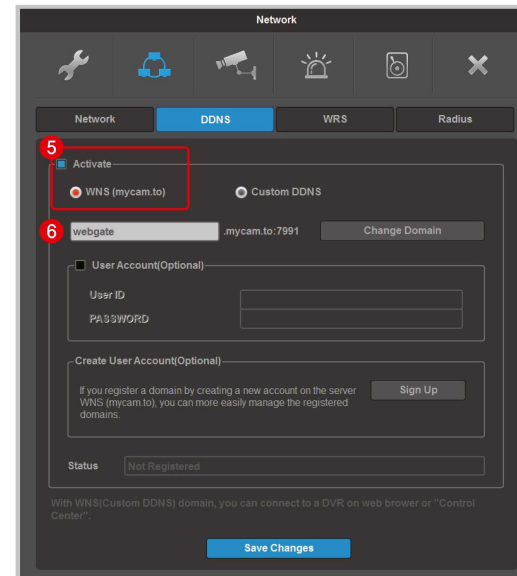 Network
Network DDNS WRS Radius
5
Activate
WNS (mycam.to) Custom DDNS
6 webgate .mycam.to:7991 Change Domain
User Account(Optional)
User ID
PASSWORD
Create User Account(Optional)
If you register a domain by creating a new account on the server
WNS (mycam.to), you can more easily manage the registered
domains.
Sign Up
Status Not Registered
With WNS(Custom DDNS) domain, you can connect to a DVR on web brower or "Control
Center".
Save Changes